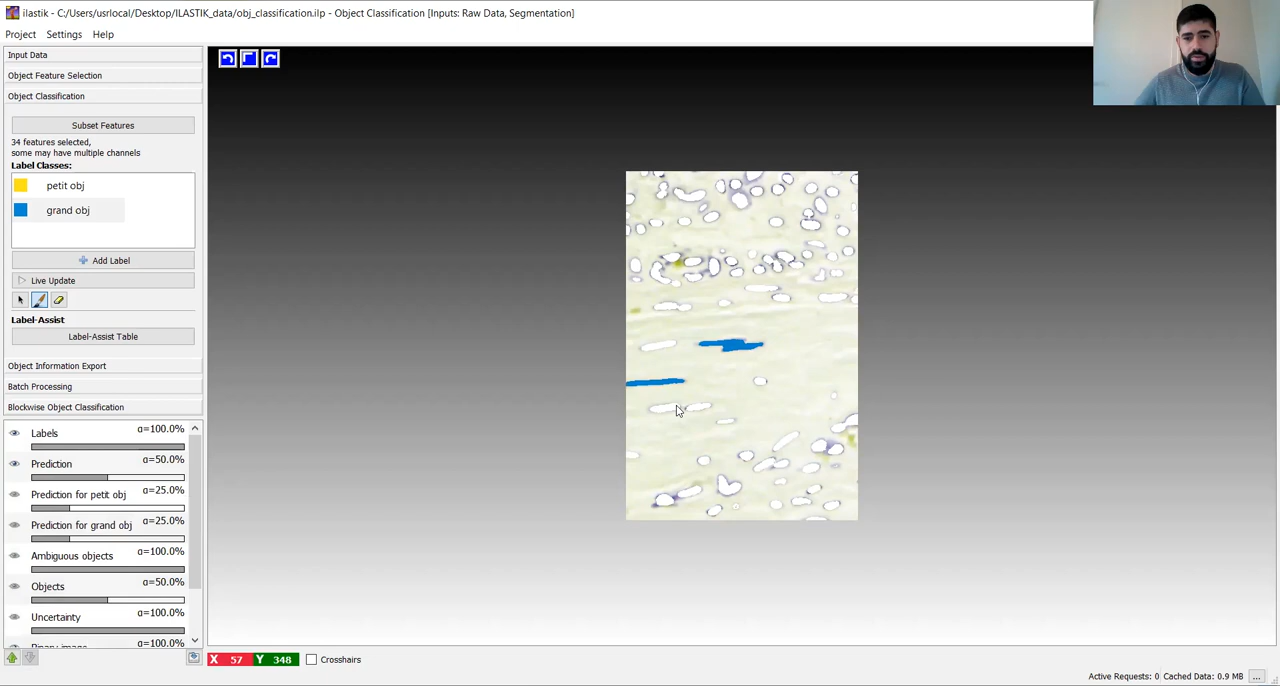 ilastik - C:/Users/usrlocal/Desktop/ILASTIK_data/obj_classification.ilp - Object Classification [Inputs: Raw Data, Segmentation]
Project Settings Help
Input Data
Object Feature Selection
Object Classification
Subset Features
34 features selected,
some may have multiple channels
Label Classes:
petit obj
grand obj
Add Label
Live Update
Label-Assist
Label-Assist Table
Object Information Export
Batch Processing
Blockwise Object Classification
Labels α=100.0%
Prediction α=50.0%
Prediction for petit obj α=25.0%
Prediction for grand obj α=25.0%
Ambiguous objects α=100.0%
Objects α=50.0%
Uncertainty α=100.0%
Binary image α=100.0%
X 57 Y 348 Crosshairs
Active Requests: 0 Cached Data: 0.9 MB ...